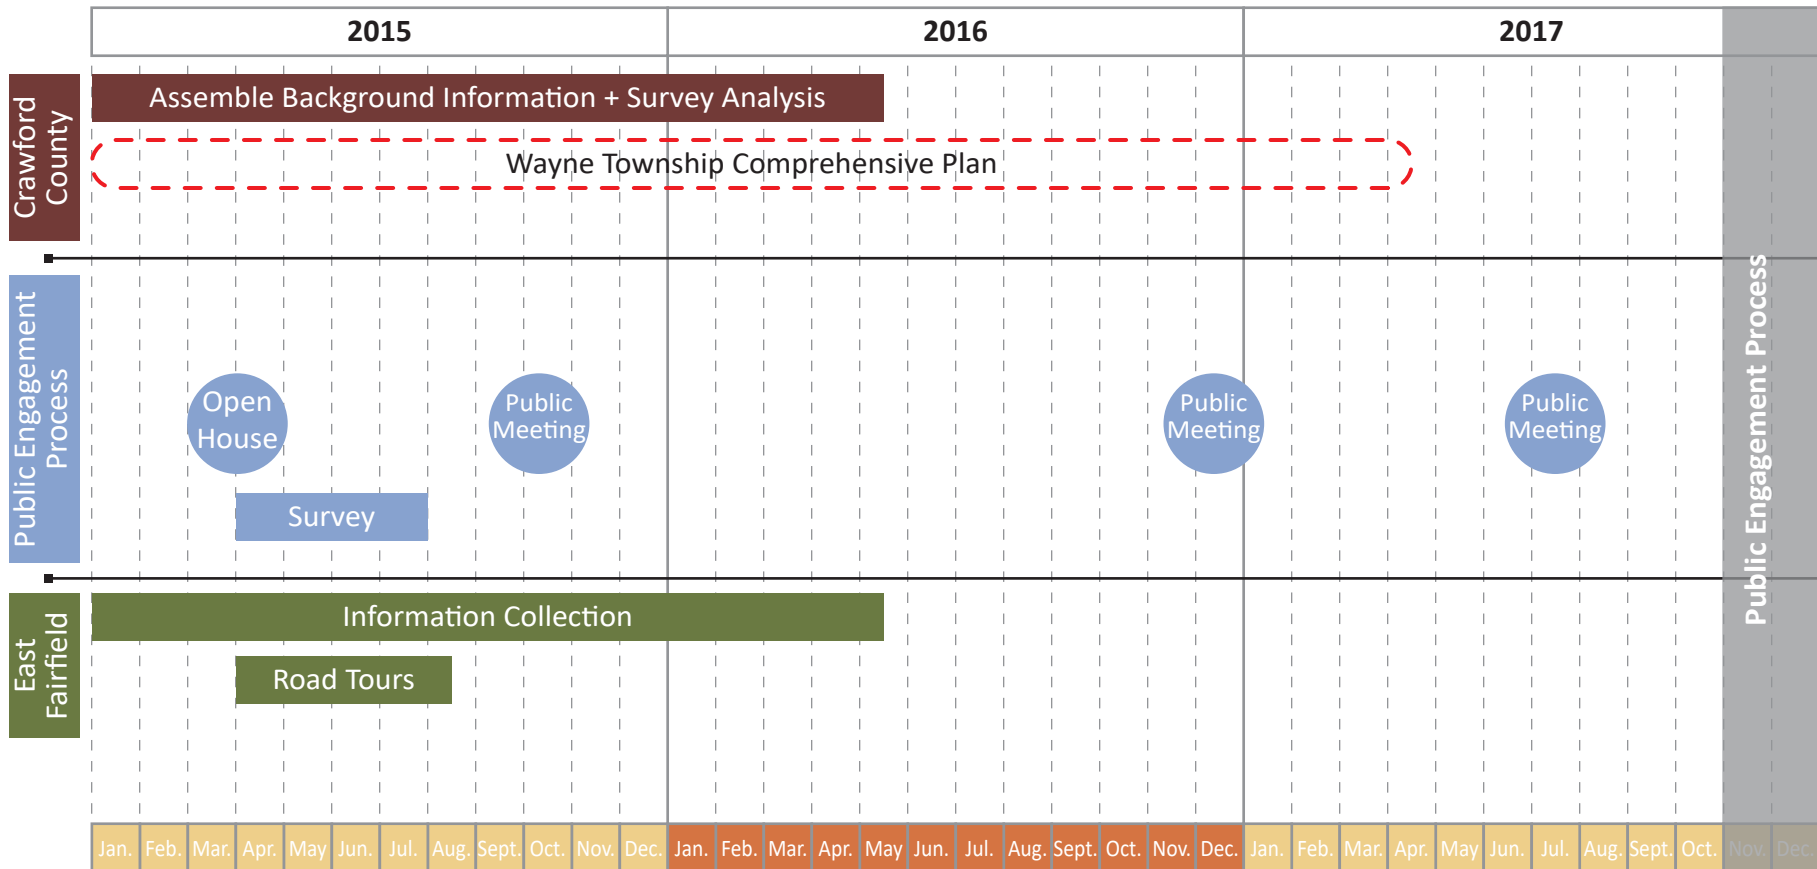 2015
2016
2017
Crawford
County
Assemble Background Information + Survey Analysis
Wayne Township Comprehensive Plan
Public Engagement
Process
Open
House
Public
Meeting
Public
Meeting
Public
Meeting
Survey
Public Engagement Process
East
Fairfield
Information Collection
Road Tours
Jan. Feb. Mar. Apr. May Jun. Jul. Aug. Sept. Oct. Nov. Dec. Jan. Feb. Mar. Apr. May Jun. Jul. Aug. Sept. Oct. Nov. Dec. Jan. Feb. Mar. Apr. May Jun. Jul. Aug. Sept. Oct. Nov. Dec.